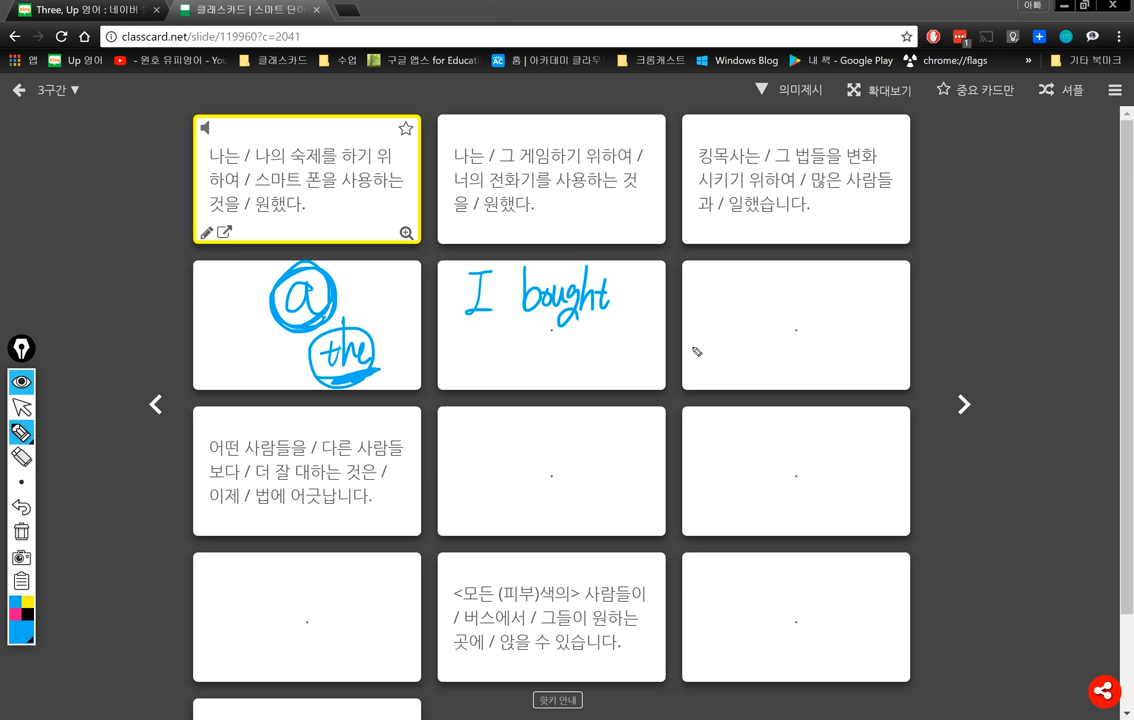 Three, Up 영어 : 네이버
클래스카드 | 스마트 단어
아빠
classcard.net/slide/119960?c=2041
앱
Up 영어
- 원호 유피영어 - You
클래스카드
수업
구글 앱스 for Educati
홈 | 아카데미 클라우
크롬캐스트
Windows Blog
내 책 - Google Play
chrome://flags
»
기타 북마크
3구간 ▼
▼ 의미제시
확대보기
중요 카드만
셔플
나는 / 나의 숙제를 하기 위
하여 / 스마트 폰을 사용하는
것을 / 원했다.
나는 / 그 게임하기 위하여 /
너의 전화기를 사용하는 것
을 / 원했다.
킹목사는 / 그 법들을 변화
시키기 위하여 / 많은 사람들
과 / 일했습니다.
a
the
I bought
.
.
어떤 사람들을 / 다른 사람들
보다 / 더 잘 대하는 것은 /
이제 / 법에 어긋납니다.
.
.
.
<모든 (피부)색의> 사람들이
/ 버스에서 / 그들이 원하는
곳에 / 앉을 수 있습니다.
.
핫키 안내